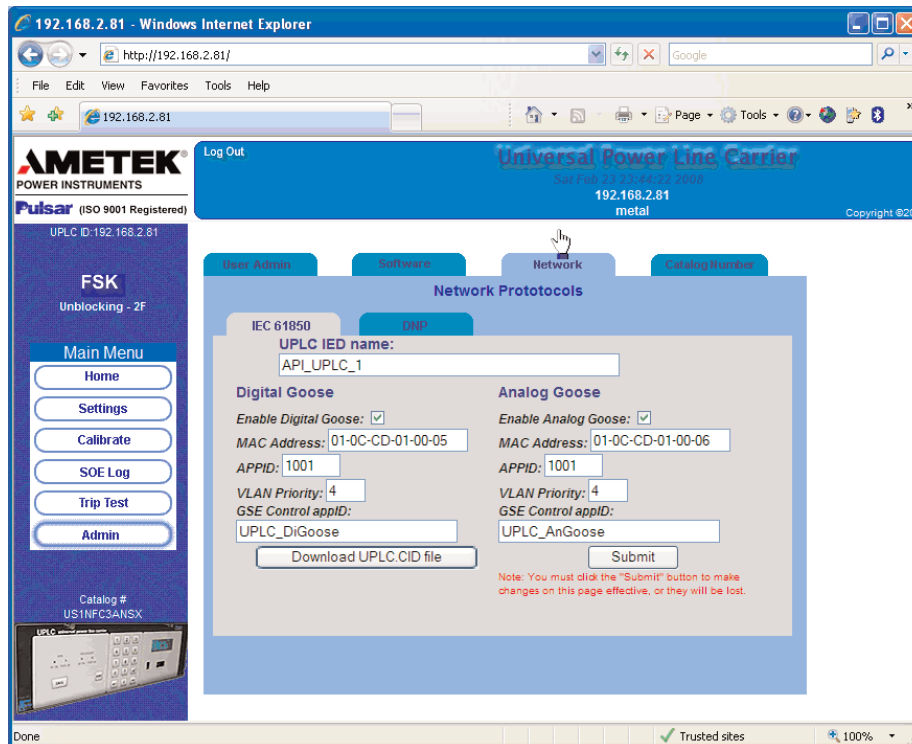 192.168.2.81 - Windows Internet Explorer
http://192.168.2.81/
Google
File Edit View Favorites Tools Help
192.168.2.81
Page Tools
»
AMETEK®
POWER INSTRUMENTS
Pulsar (ISO 9001 Registered)
Log Out
Universal Power Line Carrier
Sat Feb 23 23:44:22 2008
192.168.2.81
metal
Copyright ©20
UPLC ID:192.168.2.81
FSK
Unblocking - 2F
Main Menu
Home
Settings
Calibrate
SOE Log
Trip Test
Admin
Catalog #
US1NFC3ANSX
UPLC universal power line carrier
User Admin Software Network Catalog Number
Network Prototocols
IEC 61850 DNP
UPLC IED name:
API_UPLC_1
Digital Goose
Enable Digital Goose:
MAC Address: 01-0C-CD-01-00-05
APPID: 1001
VLAN Priority: 4
GSE Control appID:
UPLC_DiGoose
Download UPLC.CID file
Analog Goose
Enable Analog Goose:
MAC Address: 01-0C-CD-01-00-06
APPID: 1001
VLAN Priority: 4
GSE Control appID:
UPLC_AnGoose
Submit
Note: You must click the "Submit" button to make
changes on this page effective, or they will be lost.
Done
Trusted sites
100%